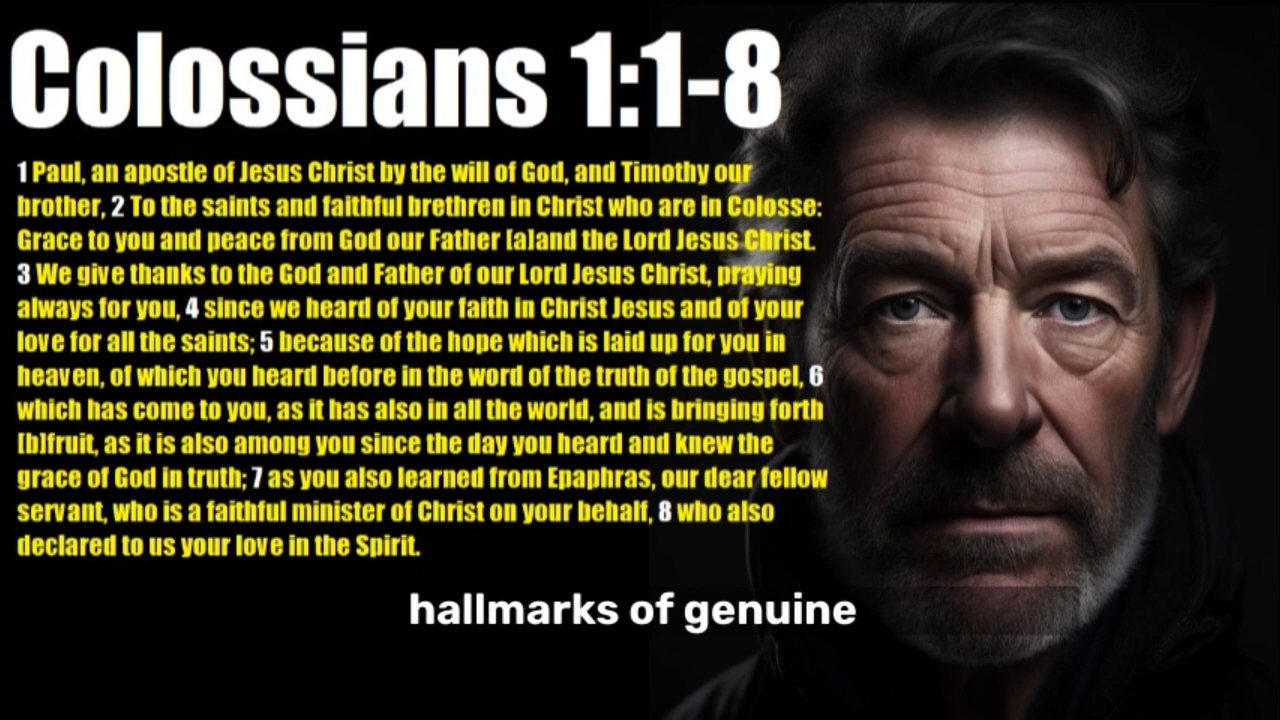 Colossians 1:1-8
1 Paul, an apostle of Jesus Christ by the will of God, and Timothy our
brother, 2 To the saints and faithful brethren in Christ who are in Colosse:
Grace to you and peace from God our Father [a]and the Lord Jesus Christ.
3 We give thanks to the God and Father of our Lord Jesus Christ, praying
always for you, 4 since we heard of your faith in Christ Jesus and of your
love for all the saints; 5 because of the hope which is laid up for you in
heaven, of which you heard before in the word of the truth of the gospel, 6
which has come to you, as it has also in all the world, and is bringing forth
[b]fruit, as it is also among you since the day you heard and knew the
grace of God in truth; 7 as you also learned from Epaphras, our dear fellow
servant, who is a faithful minister of Christ on your behalf, 8 who also
declared to us your love in the Spirit.
hallmarks of genuine